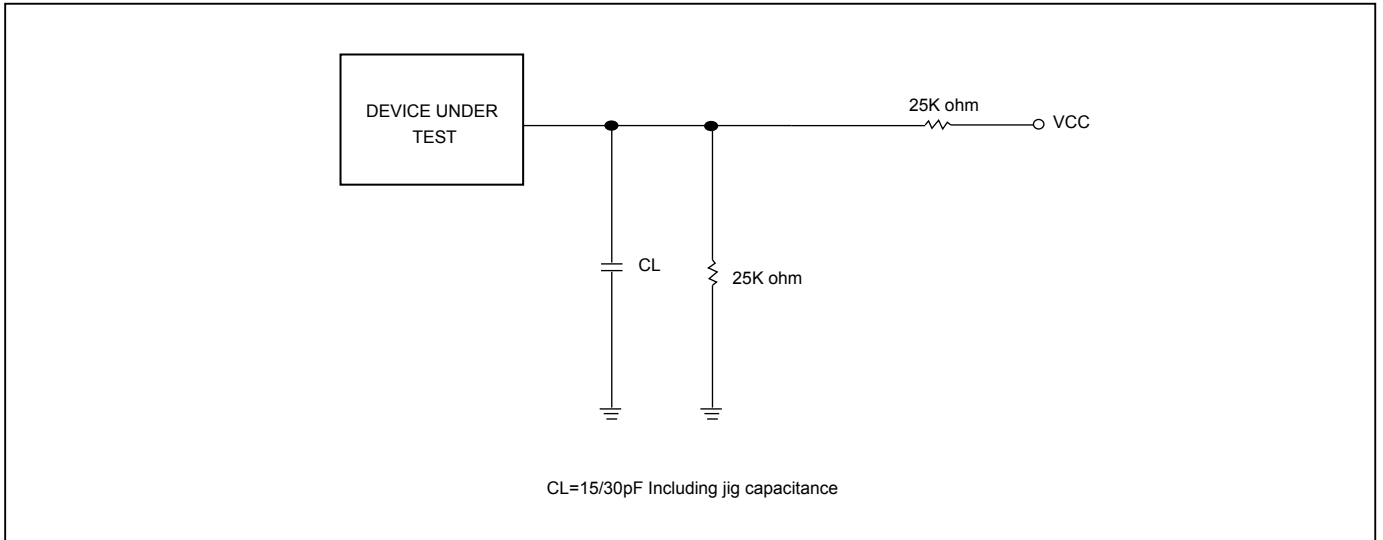 DEVICE UNDER
TEST
25K ohm
VCC
CL
25K ohm
CL=15/30pF Including jig capacitance